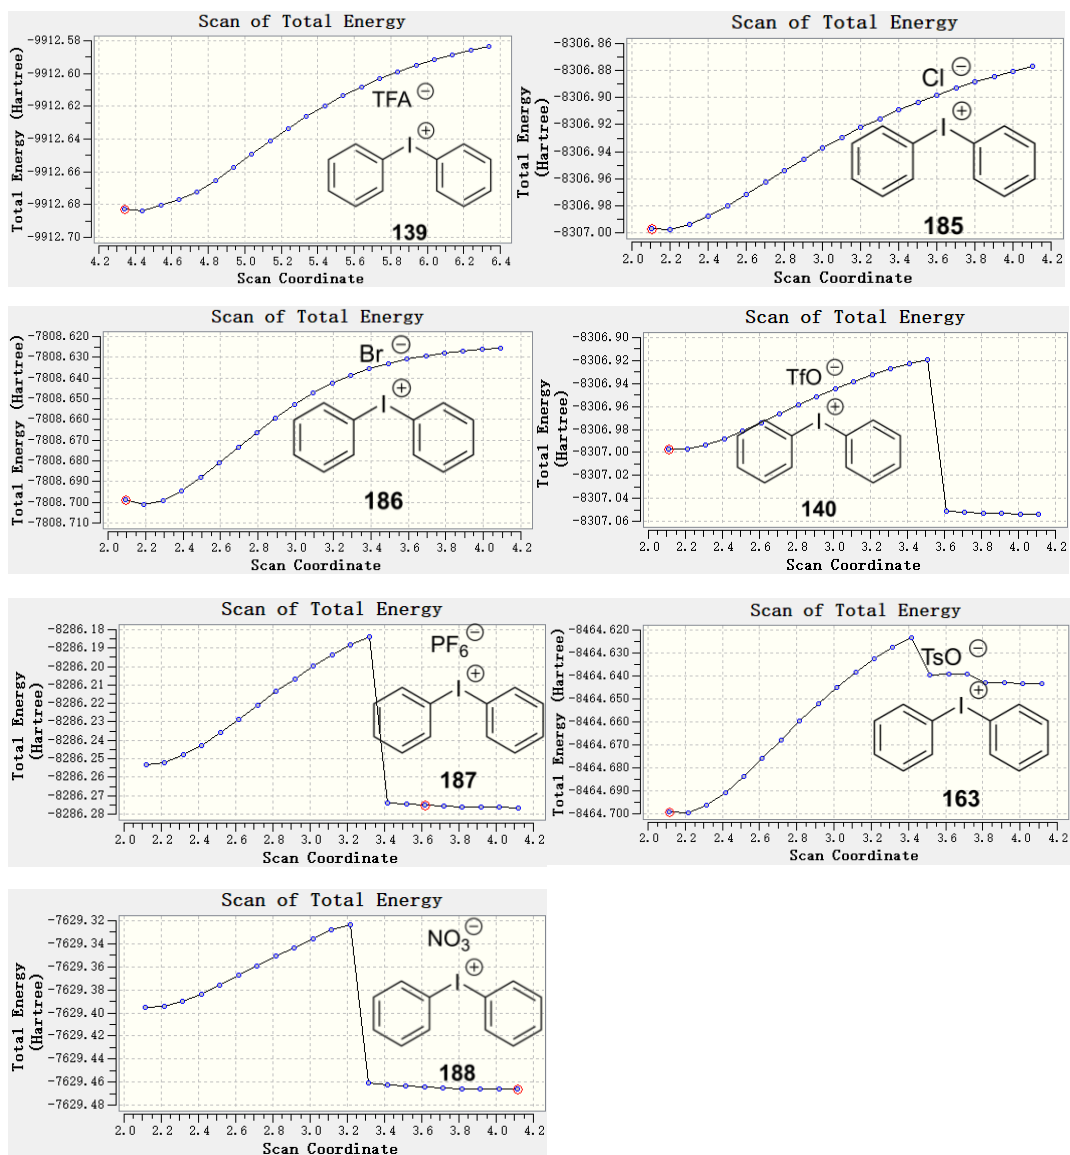 Scan of Total Energy
Total Energy (Hartree)
-9912.58
-9912.60
-9912.62
-9912.64
-9912.66
-9912.68
-9912.70
TFA ⊖
I ⊕
139
4.2 4.4 4.6 4.8 5.0 5.2 5.4 5.6 5.8 6.0 6.2 6.4
Scan Coordinate
Scan of Total Energy
Total Energy
(Hartree)
-8306.86
-8306.88
-8306.90
-8306.92
-8306.94
-8306.96
-8306.98
-8307.00
Cl ⊖
I ⊕
185
2.0 2.2 2.4 2.6 2.8 3.0 3.2 3.4 3.6 3.8 4.0 4.2
Scan Coordinate
Scan of Total Energy
Total Energy (Hartree)
-7808.620
-7808.630
-7808.640
-7808.650
-7808.660
-7808.670
-7808.680
-7808.690
-7808.700
-7808.710
Br ⊖
I ⊕
186
2.0 2.2 2.4 2.6 2.8 3.0 3.2 3.4 3.6 3.8 4.0 4.2
Scan Coordinate
Scan of Total Energy
Total Energy
(Hartree)
-8306.90
-8306.92
-8306.94
-8306.96
-8306.98
-8307.00
-8307.02
-8307.04
-8307.06
TfO ⊖
I ⊕
140
2.0 2.2 2.4 2.6 2.8 3.0 3.2 3.4 3.6 3.8 4.0 4.2
Scan Coordinate
Scan of Total Energy
Total Energy
(Hartree)
-8286.18
-8286.19
-8286.20
-8286.21
-8286.22
-8286.23
-8286.24
-8286.25
-8286.26
-8286.27
-8286.28
PF6 ⊖
I ⊕
187
2.0 2.2 2.4 2.6 2.8 3.0 3.2 3.4 3.6 3.8 4.0 4.2
Scan Coordinate
Scan of Total Energy
Total Energy (Hartree)
-8464.620
-8464.630
-8464.640
-8464.650
-8464.660
-8464.670
-8464.680
-8464.690
-8464.700
TsO ⊖
I ⊕
163
2.0 2.2 2.4 2.6 2.8 3.0 3.2 3.4 3.6 3.8 4.0 4.2
Scan Coordinate
Scan of Total Energy
Total Energy
(Hartree)
-7629.32
-7629.34
-7629.36
-7629.38
-7629.40
-7629.42
-7629.44
-7629.46
-7629.48
NO3 ⊖
I ⊕
188
2.0 2.2 2.4 2.6 2.8 3.0 3.2 3.4 3.6 3.8 4.0 4.2
Scan Coordinate